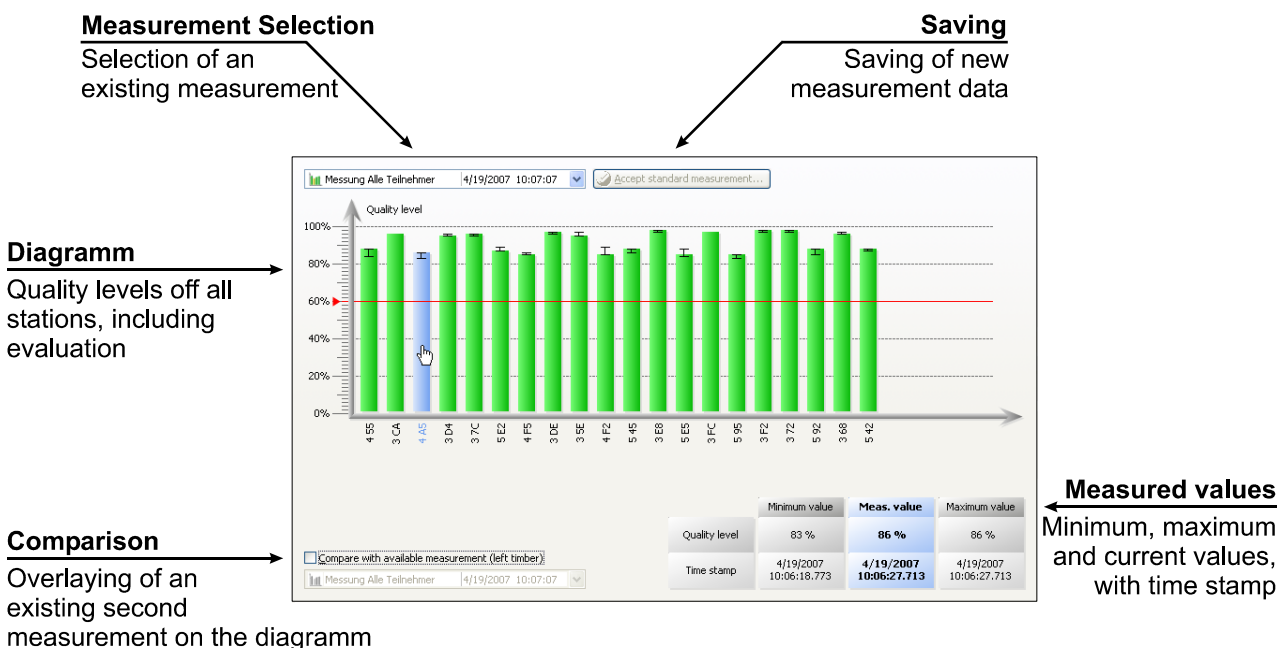 Measurement Selection
Selection of an
existing measurement
Saving
Saving of new
measurement data
Messung Alle Teilnehmer 4/19/2007 10:07:07
Accept standard measurement...
Quality level
100%
80%
60%
40%
20%
0%
4 55
3 CA
4 A5
3 D4
3 7C
5 E2
4 F5
3 DE
3 5E
4 F2
5 45
3 E8
5 E5
3 FC
5 95
3 F2
3 72
5 92
3 68
5 42
Diagramm
Quality levels off all
stations, including
evaluation
Comparison
Overlaying of an
existing second
measurement on the diagramm
Compare with available measurement (left timber)
Messung Alle Teilnehmer 4/19/2007 10:07:07
Minimum value Meas. value Maximum value
Quality level 83 % 86 % 86 %
Time stamp 4/19/2007 4/19/2007 4/19/2007
10:06:18.773 10:06:27.713 10:06:27.713
Measured values
Minimum, maximum
and current values,
with time stamp